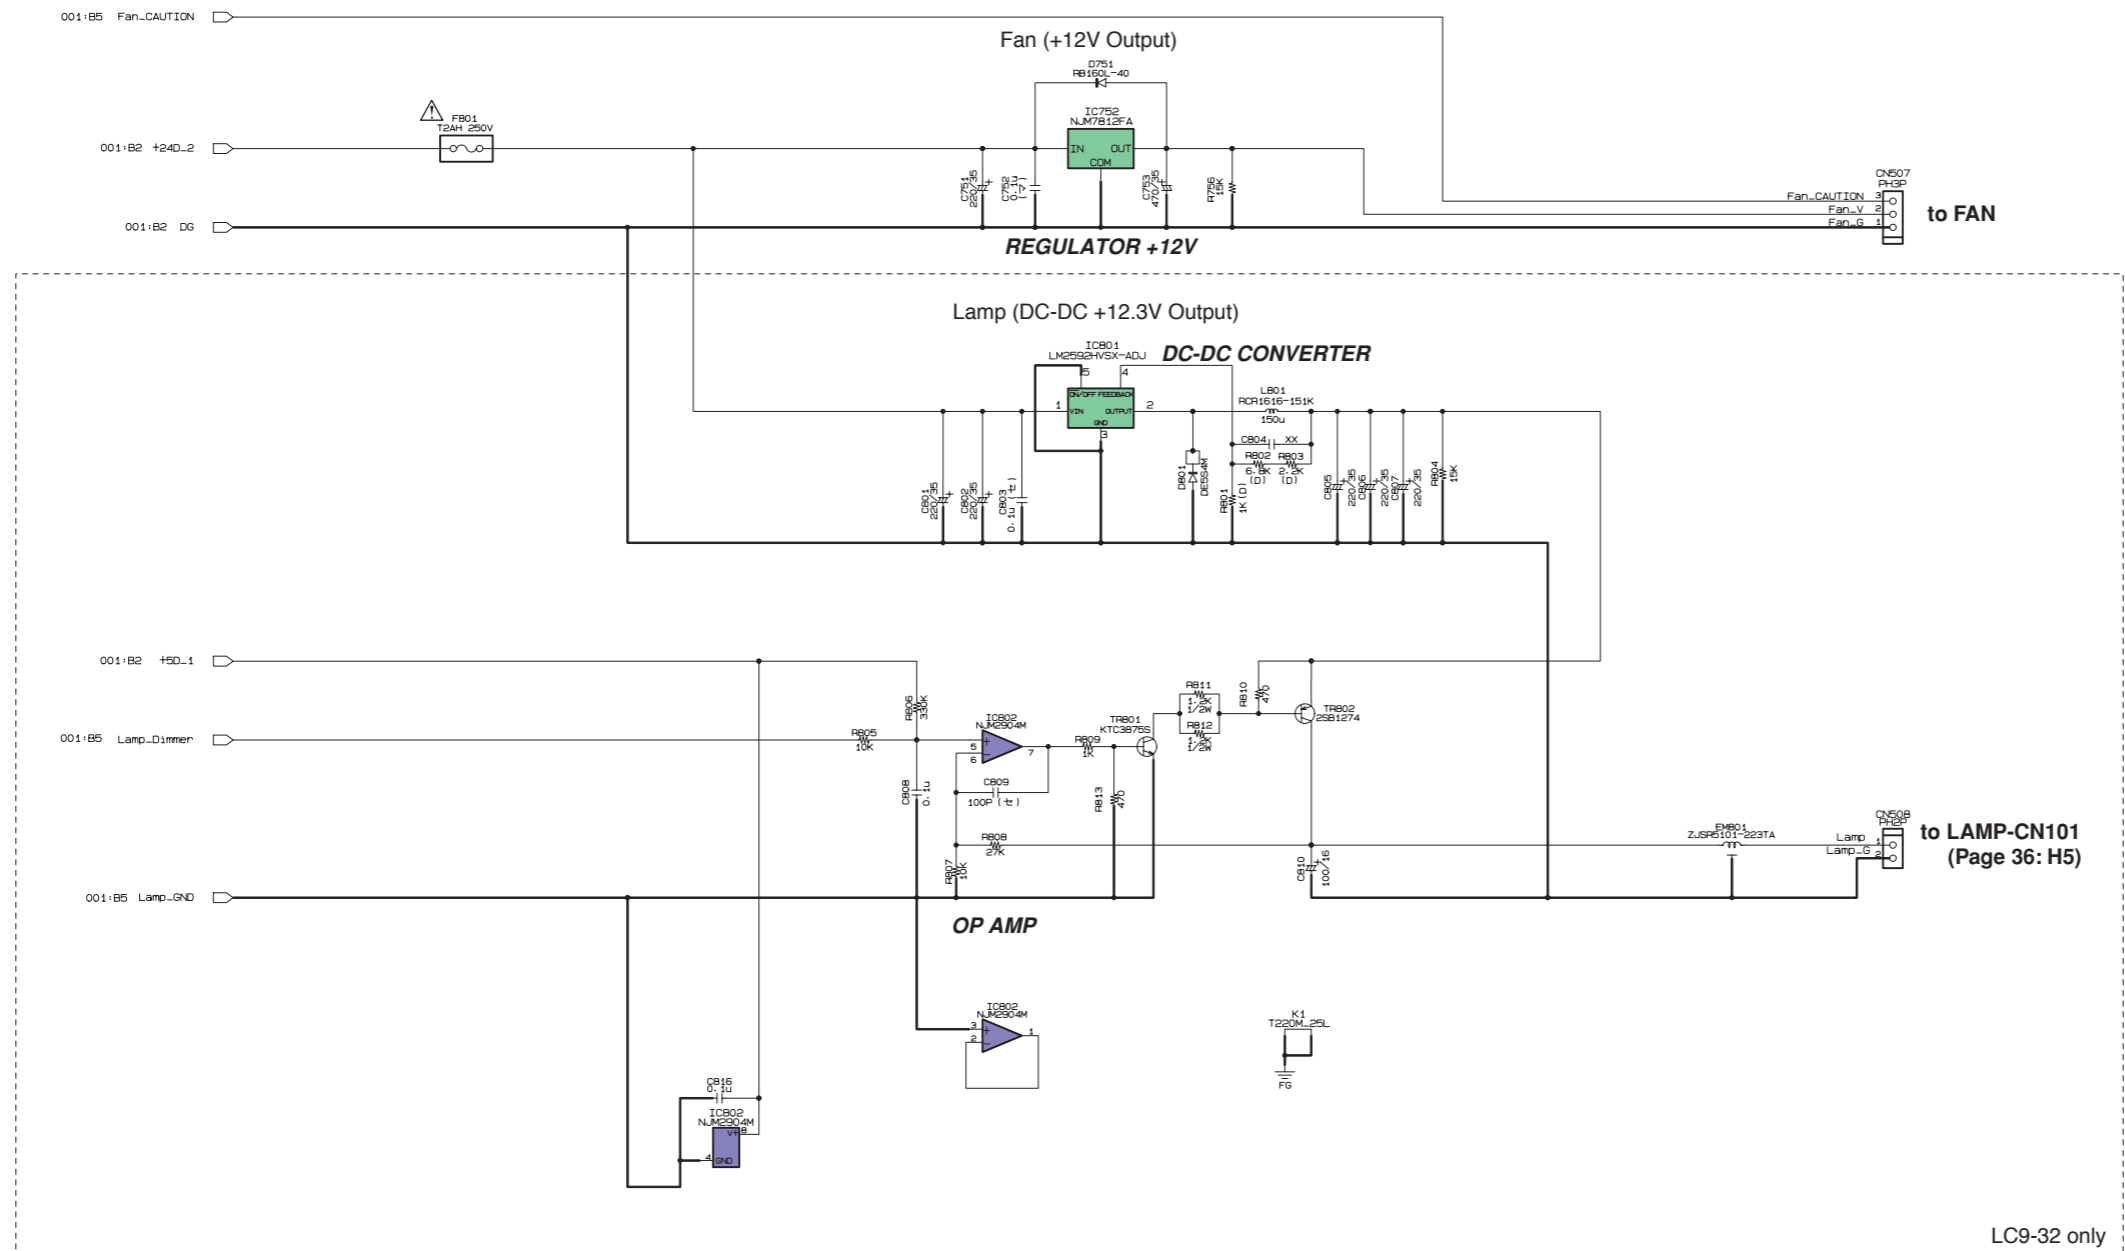 001:B5 Fan_CAUTION
Fan (+12V Output)
D751
RB160L-40
F801
T2AH 250V
IC752
NJM7812FA
IN OUT
COM
001:B2 +24D_2
C751
220/35
+
C752
0.1u
(マ)
C753
470/35
+
R756
15K
CN507
PH3P
Fan_CAUTION 3
Fan_V 2
Fan_G 1
to FAN
001:B2 DG
REGULATOR +12V
Lamp (DC-DC +12.3V Output)
IC801
LM2592HVSX-ADJ
DC-DC CONVERTER
5
4
ON/OFF FEEDBACK
1
VIN OUTPUT
2
GND
3
L801
RCR1616-151K
150u
C804 XX
R802 R803
2.2K
(D) (D)
C801
220/35
+
C802
220/35
+
C803
0.1u (セ)
D801
DE5S4M
R801
1K (D)
C805
220/35
+
C806
220/35
+
C807
220/35
+
R804
15K
001:B2 +5D_1
R806
330K
001:B5 Lamp_Dimmer
R805
10K
IC802
NJM2904M
5
+
6
-
7
C808
0.1u
C809
100P (セ)
R809
1K
R813
470
TR801
KTC3875S
R811
1/2W
R812
1/2W
R810
470
TR802
2SB1274
R808
27K
R807
10K
C810
100/16
+
EM801
ZJSR5101-223TA
CN508
PH2P
Lamp 1
Lamp_G 2
to LAMP-CN101
(Page 36: H5)
001:B5 Lamp_GND
OP AMP
IC802
NJM2904M
3
+
2
-
1
K1
T220M_25L
FG
C816
0.1u
IC802
NJM2904M
V+ 8
4 GND
LC9-32 only